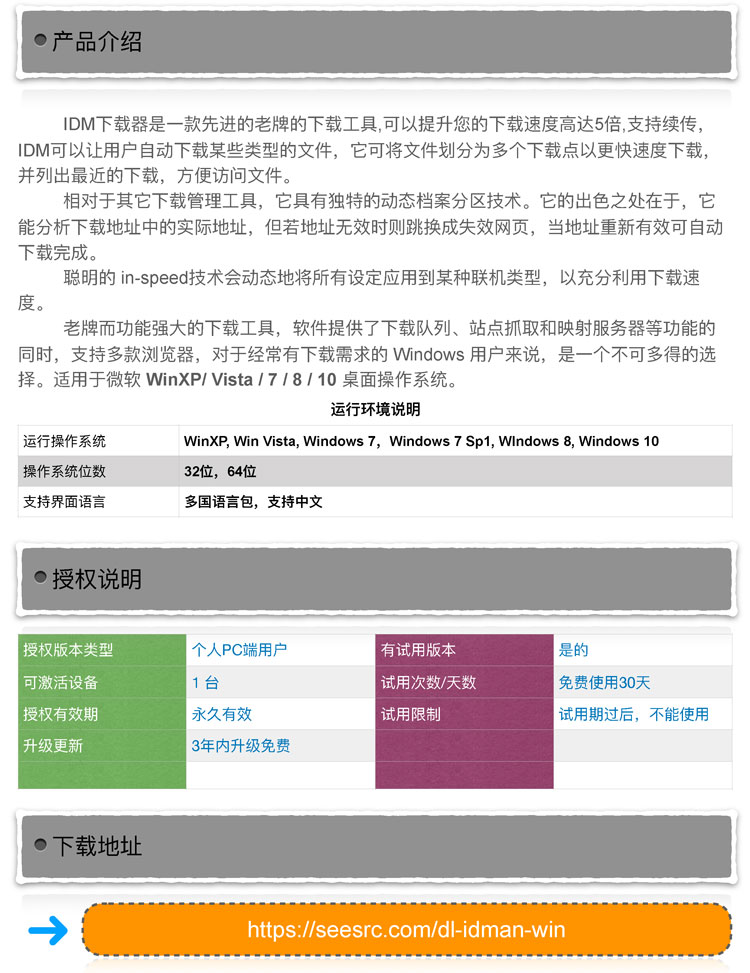 产品介绍
IDM下载器是一款先进的老牌的下载工具,可以提升您的下载速度高达5倍,支持续传，
IDM可以让用户自动下载某些类型的文件，它可将文件划分为多个下载点以更快速度下载，
并列出最近的下载，方便访问文件。
相对于其它下载管理工具，它具有独特的动态档案分区技术。它的出色之处在于，它
能分析下载地址中的实际地址，但若地址无效时则跳换成失效网页，当地址重新有效可自动
下载完成。
聪明的 in-speed技术会动态地将所有设定应用到某种联机类型，以充分利用下载速
度。
老牌而功能强大的下载工具，软件提供了下载队列、站点抓取和映射服务器等功能的
同时，支持多款浏览器，对于经常有下载需求的 Windows 用户来说，是一个不可多得的选
择。适用于微软 WinXP/ Vista / 7 / 8 / 10 桌面操作系统。
运行环境说明
运行操作系统 WinXP, Win Vista, Windows 7，Windows 7 Sp1, WIndows 8, Windows 10
操作系统位数 32位，64位
支持界面语言 多国语言包，支持中文
授权说明
授权版本类型 个人PC端用户 有试用版本 是的
可激活设备 1 台 试用次数/天数 免费使用30天
授权有效期 永久有效 试用限制 试用期过后，不能使用
升级更新 3年内升级免费
下载地址
https://seesrc.com/dl-idman-win